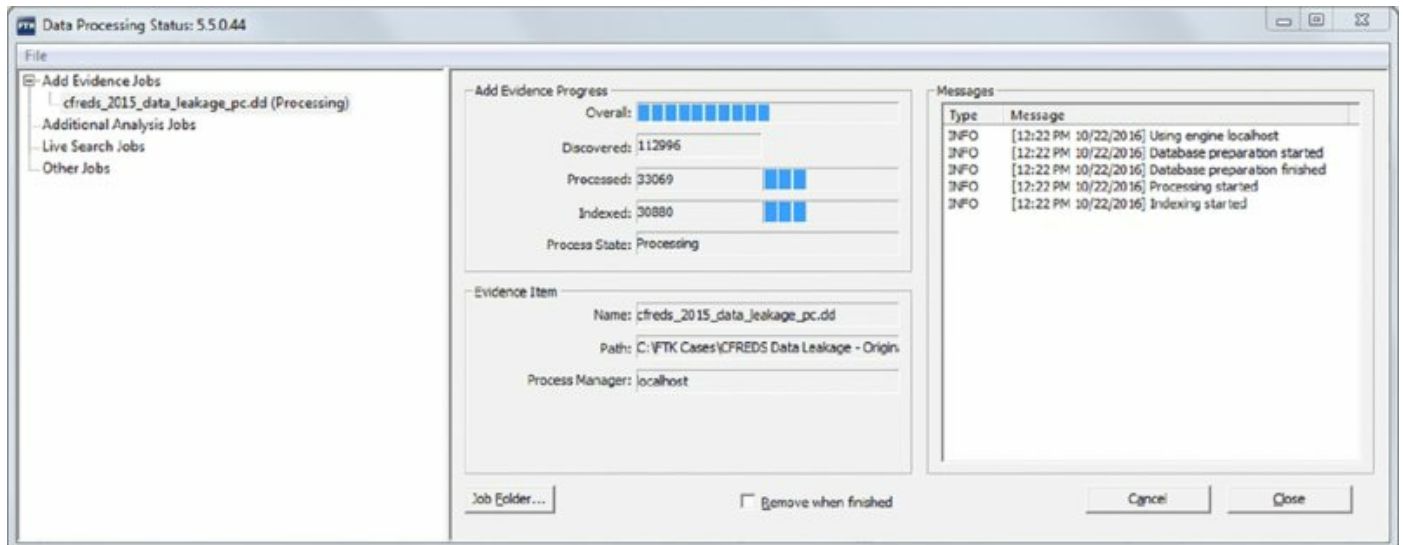 FTK Data Processing Status: 5.5.0.44
File
Add Evidence Jobs
cfreds_2015_data_leakage_pc.dd (Processing)
Additional Analysis Jobs
Live Search Jobs
Other Jobs
Add Evidence Progress
Overall:
Discovered: 112996
Processed: 33069
Indexed: 30880
Process State: Processing
Evidence Item
Name: cfreds_2015_data_leakage_pc.dd
Path: C:\FTK Cases\CFREDS Data Leakage - Origin
Process Manager: localhost
Job Folder...
Remove when finished
Messages
Type Message
INFO [12:22 PM 10/22/2016] Using engine localhost
INFO [12:22 PM 10/22/2016] Database preparation started
INFO [12:22 PM 10/22/2016] Database preparation finished
INFO [12:22 PM 10/22/2016] Processing started
INFO [12:22 PM 10/22/2016] Indexing started
Cancel
Close